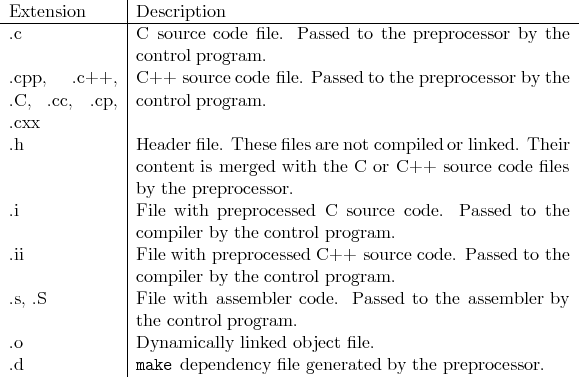 Extension Description
.c C source code file. Passed to the preprocessor by the
control program.
.cpp, .c++, C++ source code file. Passed to the preprocessor by the
.C, .cc, .cp, control program.
.cxx
.h Header file. These files are not compiled or linked. Their
content is merged with the C or C++ source code files
by the preprocessor.
.i File with preprocessed C source code. Passed to the
compiler by the control program.
.ii File with preprocessed C++ source code. Passed to the
compiler by the control program.
.s, .S File with assembler code. Passed to the assembler by
the control program.
.o Dynamically linked object file.
.d make dependency file generated by the preprocessor.